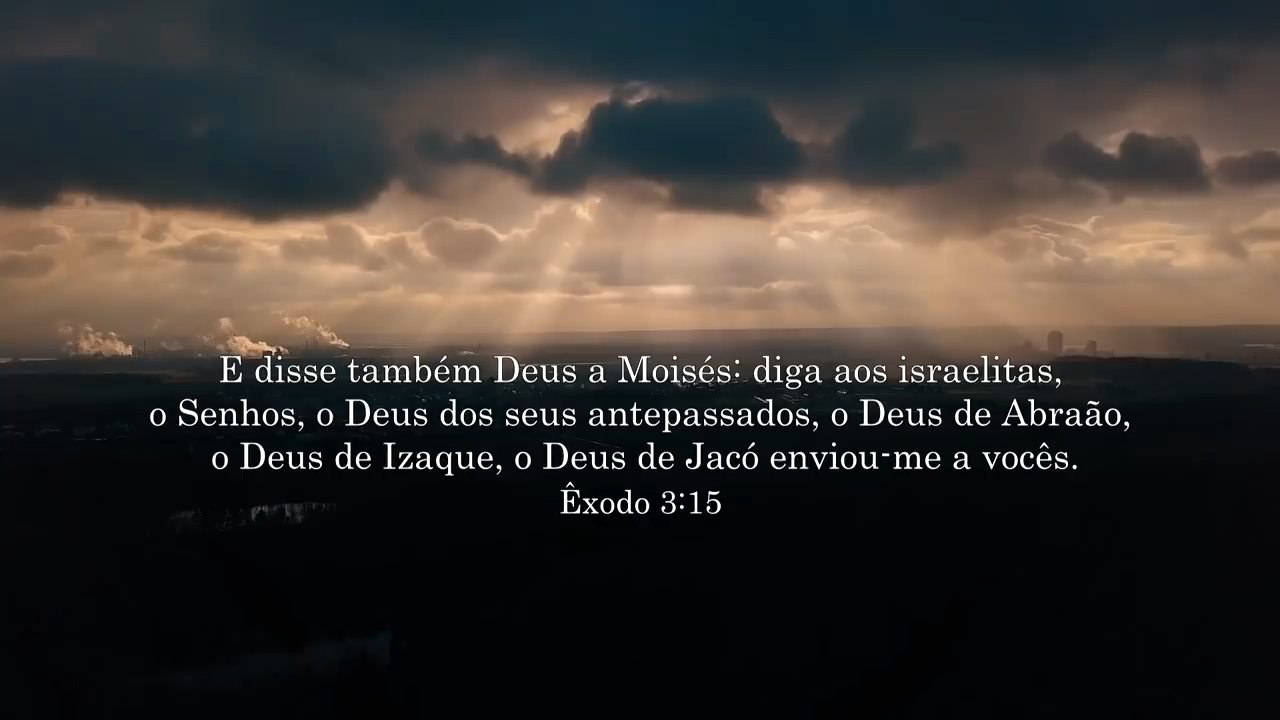 E disse também Deus a Moisés: diga aos israelitas,
o Senhos, o Deus dos seus antepassados, o Deus de Abraão,
o Deus de Izaque, o Deus de Jacó enviou-me a vocês.
Êxodo 3:15